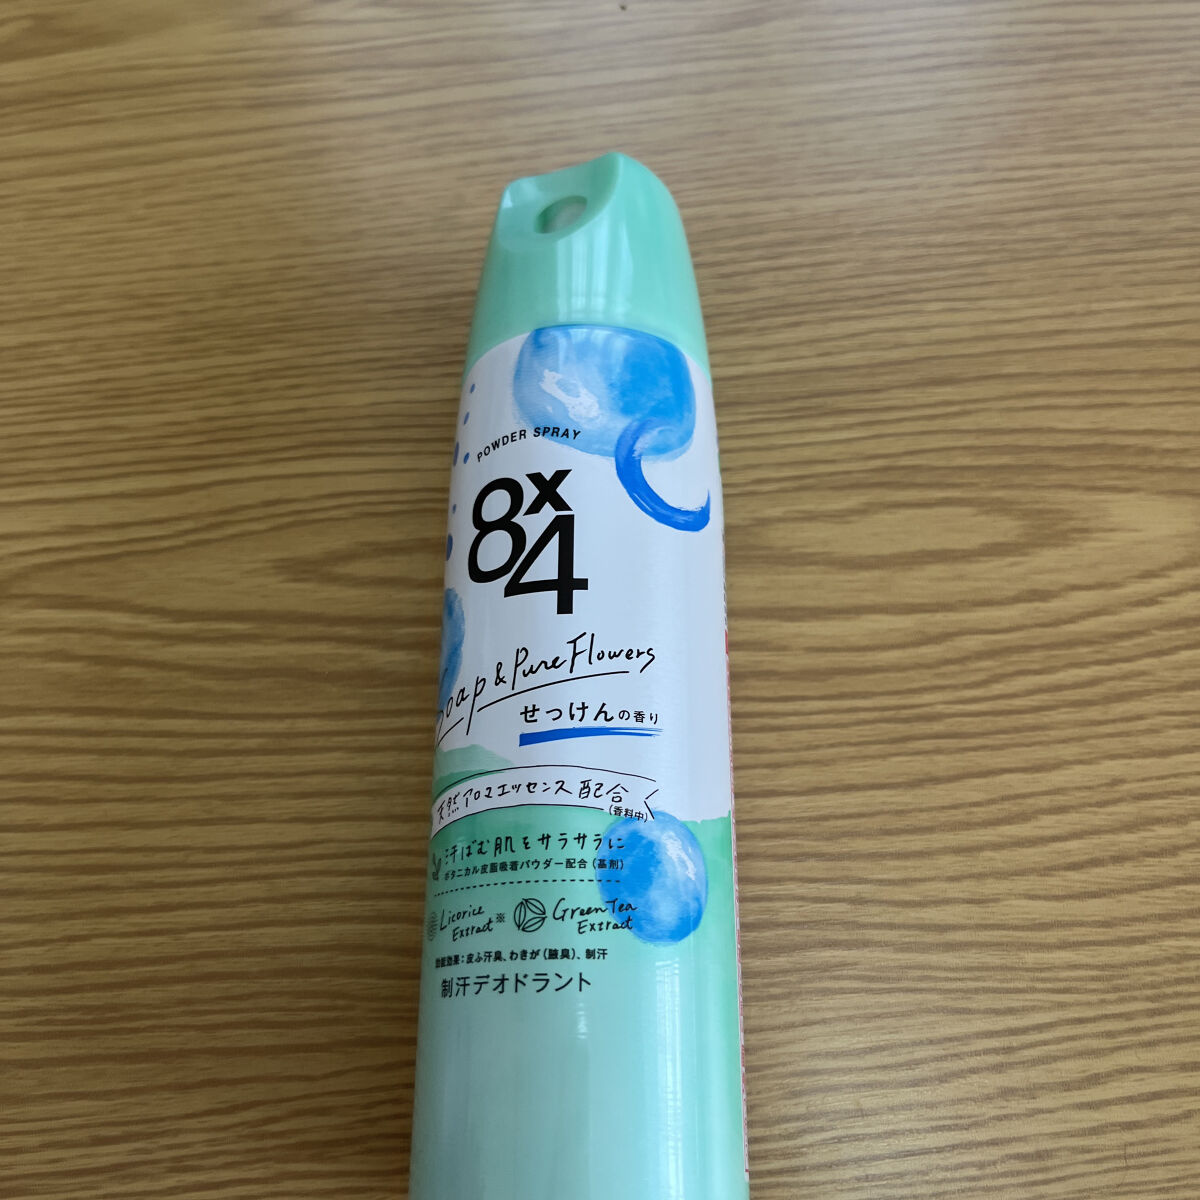 POWDER SPRAY
8x4
Soap & Pure Flowers
せっけんの香り
天然アロマエッセンス配合
(香料中)
汗ばむ肌をサラサラに
ボタニカル皮脂吸着パウダー配合(基剤)
Licorice
Extract※
Green Tea
Extract
効能効果:皮ふ汗臭、わきが(腋臭)、制汗
制汗デオドラント